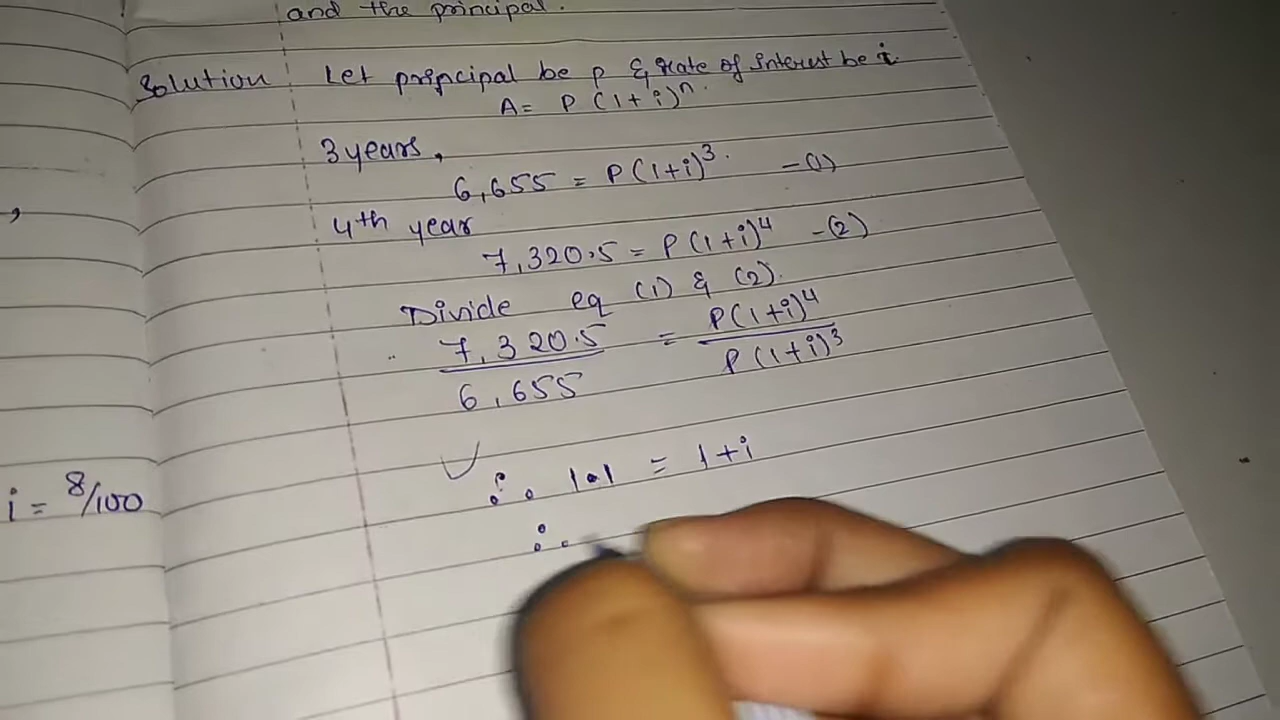 and the principal.
Solution Let principal be p & Rate of interest be i
A = P (1+i)^n.
3 years,
6,655 = P(1+i)^3. -(1)
4th year
7,320.5 = P(1+i)^4 -(2)
Divide eq (1) & (2).
7,320.5 = P(1+i)^4
6,655 P(1+i)^3
∴ 1.1 = 1+i
∴
i = 8/100